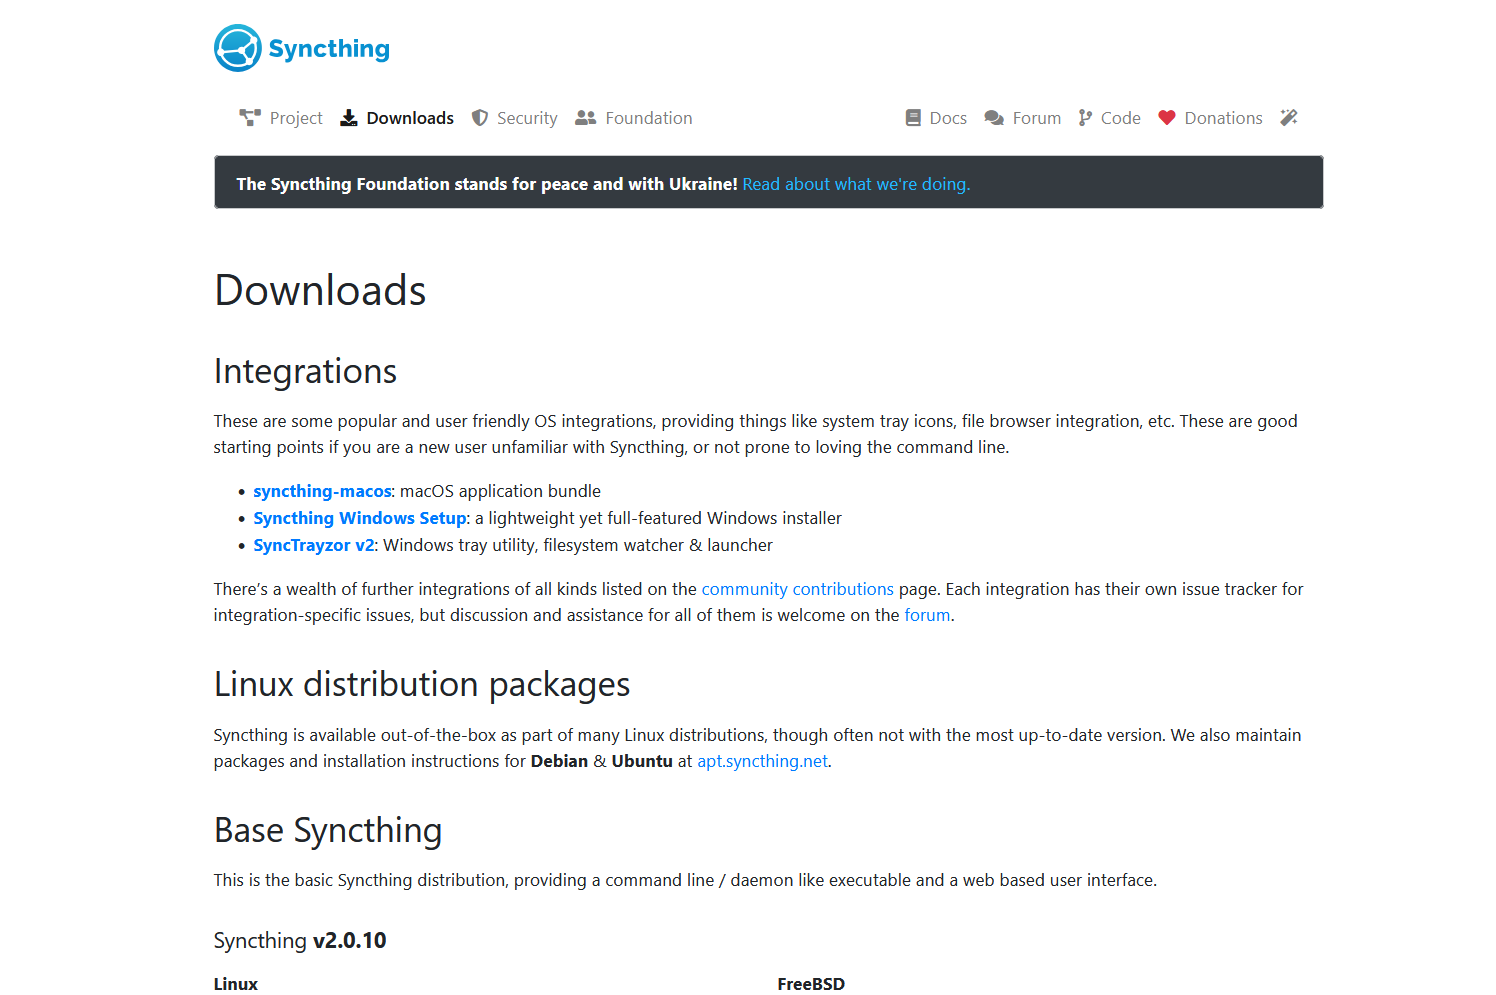 Syncthing
Project Downloads Security Foundation Docs Forum Code Donations
The Syncthing Foundation stands for peace and with Ukraine! Read about what we're doing.
Downloads
Integrations
These are some popular and user friendly OS integrations, providing things like system tray icons, file browser integration, etc. These are good
starting points if you are a new user unfamiliar with Syncthing, or not prone to loving the command line.
• syncthing-macos: macOS application bundle
• Syncthing Windows Setup: a lightweight yet full-featured Windows installer
• SyncTrayzor v2: Windows tray utility, filesystem watcher & launcher
There’s a wealth of further integrations of all kinds listed on the community contributions page. Each integration has their own issue tracker for
integration-specific issues, but discussion and assistance for all of them is welcome on the forum.
Linux distribution packages
Syncthing is available out-of-the-box as part of many Linux distributions, though often not with the most up-to-date version. We also maintain
packages and installation instructions for Debian & Ubuntu at apt.syncthing.net.
Base Syncthing
This is the basic Syncthing distribution, providing a command line / daemon like executable and a web based user interface.
Syncthing v2.0.10
Linux FreeBSD